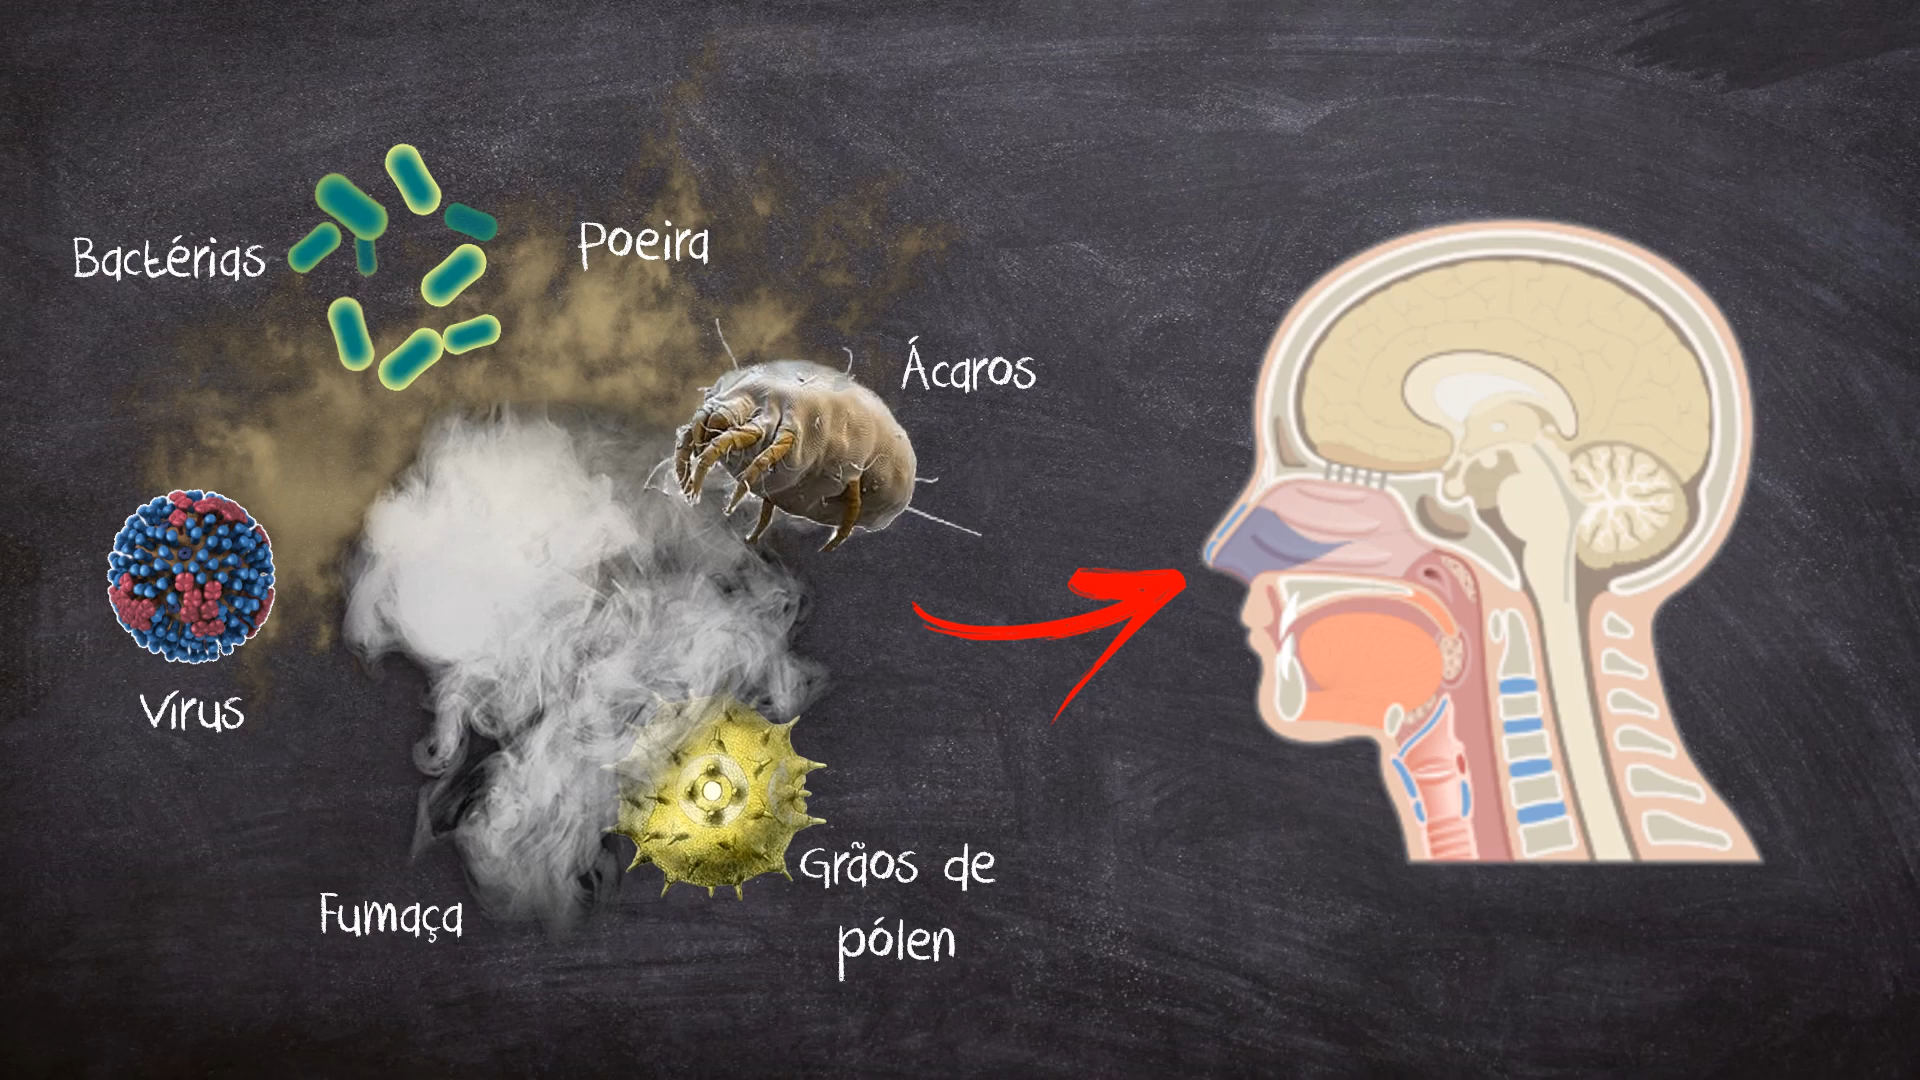 Bactérias
Poeira
Ácaros
Vírus
Fumaça
Grãos de
pólen